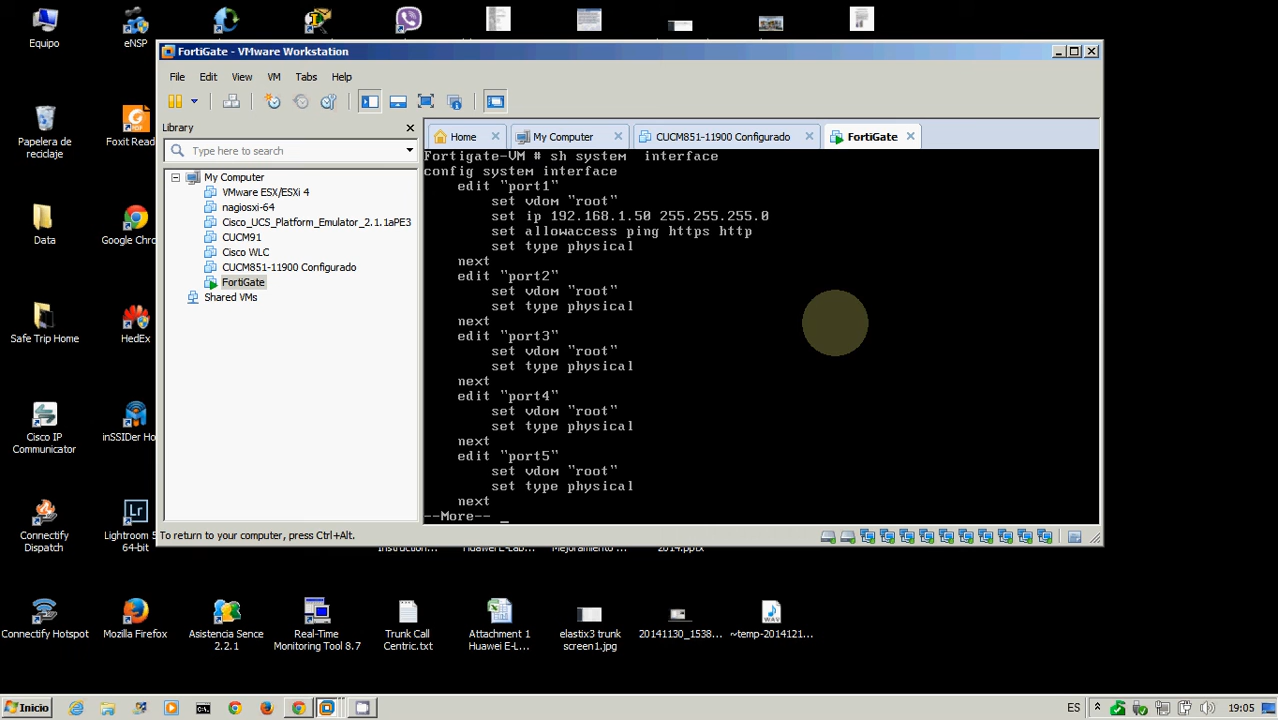 Equipo
eNSP
FortiGate - VMware Workstation
File Edit View VM Tabs Help
Library
Type here to search
My Computer
VMware ESX/ESXi 4
nagiosxi-64
Cisco_UCS_Platform_Emulator_2.1.1aPE3
CUCM91
Cisco WLC
CUCM851-11900 Configurado
FortiGate
Shared VMs
Home
My Computer
CUCM851-11900 Configurado
FortiGate
Fortigate-VM # sh system  interface
config system interface
    edit "port1"
        set vdom "root"
        set ip 192.168.1.50 255.255.255.0
        set allowaccess ping https http
        set type physical
    next
    edit "port2"
        set vdom "root"
        set type physical
    next
    edit "port3"
        set vdom "root"
        set type physical
    next
    edit "port4"
        set vdom "root"
        set type physical
    next
    edit "port5"
        set vdom "root"
        set type physical
    next
--More-- _
To return to your computer, press Ctrl+Alt.
Papelera de
reciclaje
Foxit Read
Data
Google Chro
Safe Trip Home
HedEx
Cisco IP
Communicator
inSSIDer Ho
Connectify
Dispatch
Lightroom 5
64-bit
Instruction...
Huawei E-Lab...
Mejoramiento ...
2014.pptx
Connectify Hotspot
Mozilla Firefox
Asistencia Sence
2.2.1
Real-Time
Monitoring Tool 8.7
Trunk Call
Centric.txt
Attachment 1
Huawei E-L...
elastix3 trunk
screen1.jpg
20141130_1538...
~temp-2014121...
Inicio
ES
19:05